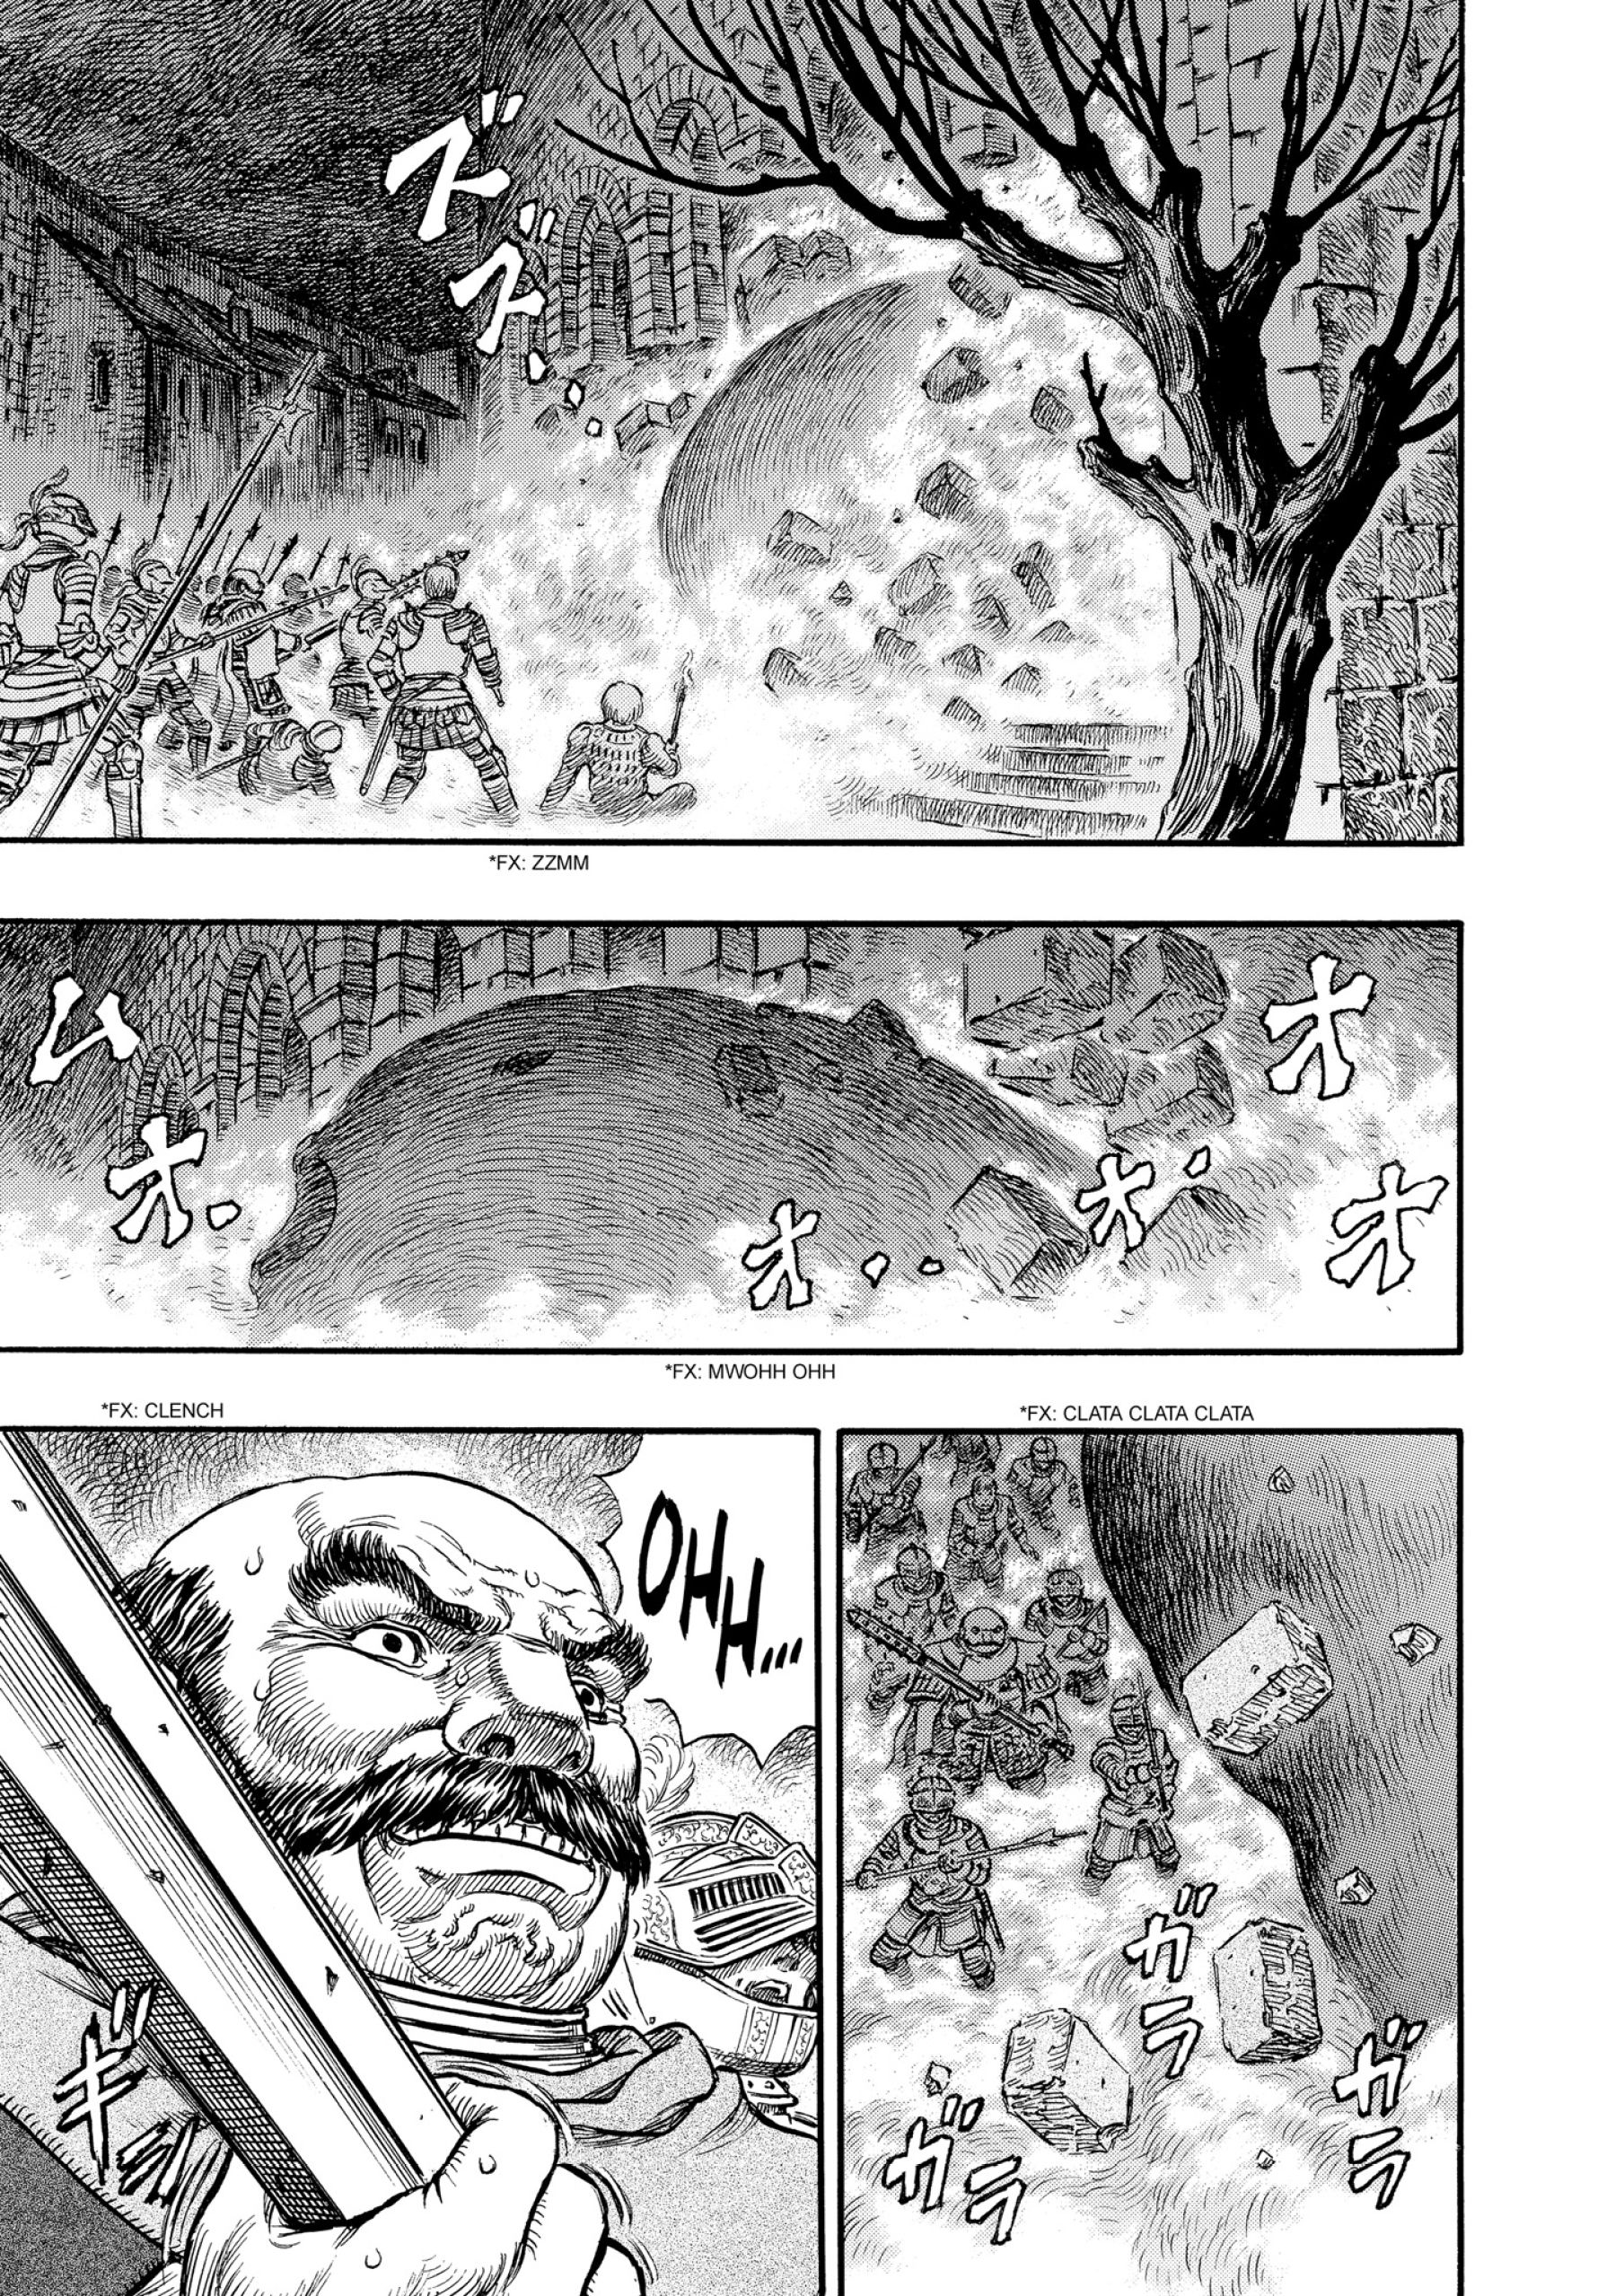 ズ
ズ
*FX: ZZMM
オ
オ
オ
オ
ム
オ
*FX: MWOHH OHH
*FX: CLATA CLATA CLATA
ガラ
ガラ
ガラ
*FX: CLENCH
OHH...
ギュ